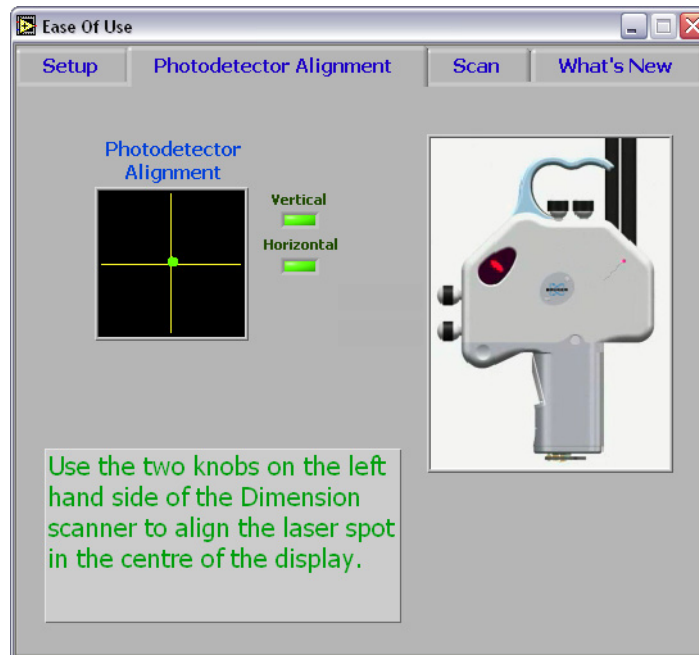 Ease Of Use
Setup
Photodetector Alignment
Scan
What's New
Photodetector
Alignment
Vertical
Horizontal
BRUKER
Use the two knobs on the left
hand side of the Dimension
scanner to align the laser spot
in the centre of the display.